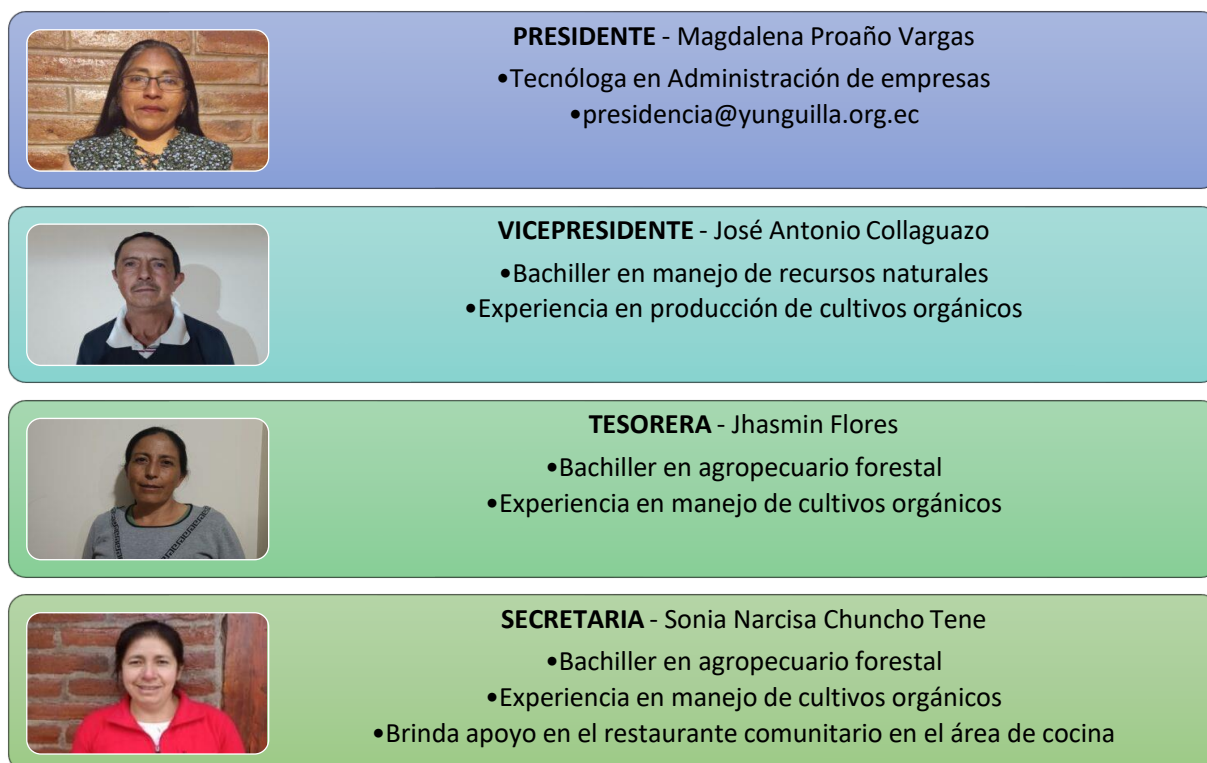 PRESIDENTE - Magdalena Proaño Vargas
•Tecnóloga en Administración de empresas
•presidencia@yunguilla.org.ec
VICEPRESIDENTE - José Antonio Collaguazo
•Bachiller en manejo de recursos naturales
•Experiencia en producción de cultivos orgánicos
TESORERA - Jhasmin Flores
•Bachiller en agropecuario forestal
•Experiencia en manejo de cultivos orgánicos
SECRETARIA - Sonia Narcisa Chuncho Tene
•Bachiller en agropecuario forestal
•Experiencia en manejo de cultivos orgánicos
•Brinda apoyo en el restaurante comunitario en el área de cocina